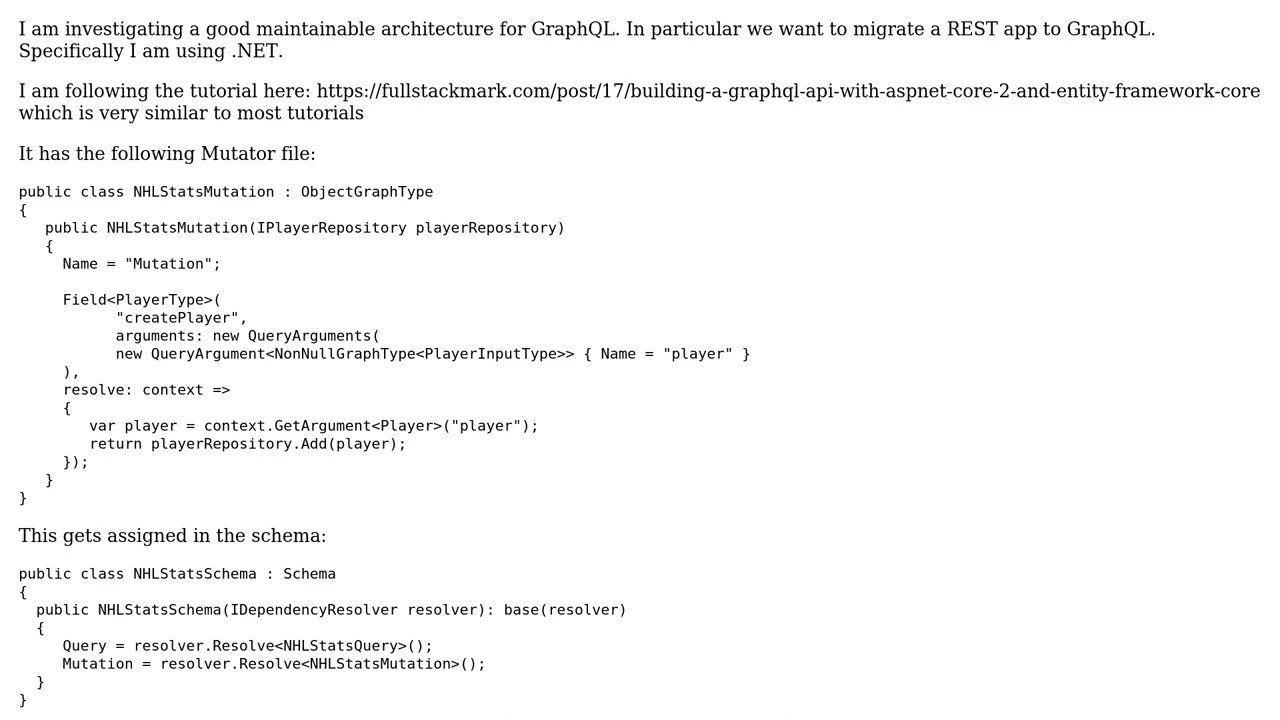 I am investigating a good maintainable architecture for GraphQL. In particular we want to migrate a REST app to GraphQL.
Specifically I am using .NET.
I am following the tutorial here: https://fullstackmark.com/post/17/building-a-graphql-api-with-aspnet-core-2-and-entity-framework-core
which is very similar to most tutorials
It has the following Mutator file:
public class NHLStatsMutation : ObjectGraphType
{
   public NHLStatsMutation(IPlayerRepository playerRepository)
   {
     Name = "Mutation";
     Field<PlayerType>(
           "createPlayer",
           arguments: new QueryArguments(
           new QueryArgument<NonNullGraphType<PlayerInputType>> { Name = "player" }
     ),
     resolve: context =>
     {
        var player = context.GetArgument<Player>("player");
        return playerRepository.Add(player);
     });
   }
}
This gets assigned in the schema:
public class NHLStatsSchema : Schema
{
  public NHLStatsSchema(IDependencyResolver resolver): base(resolver)
  {
     Query = resolver.Resolve<NHLStatsQuery>();
     Mutation = resolver.Resolve<NHLStatsMutation>();
  }
}